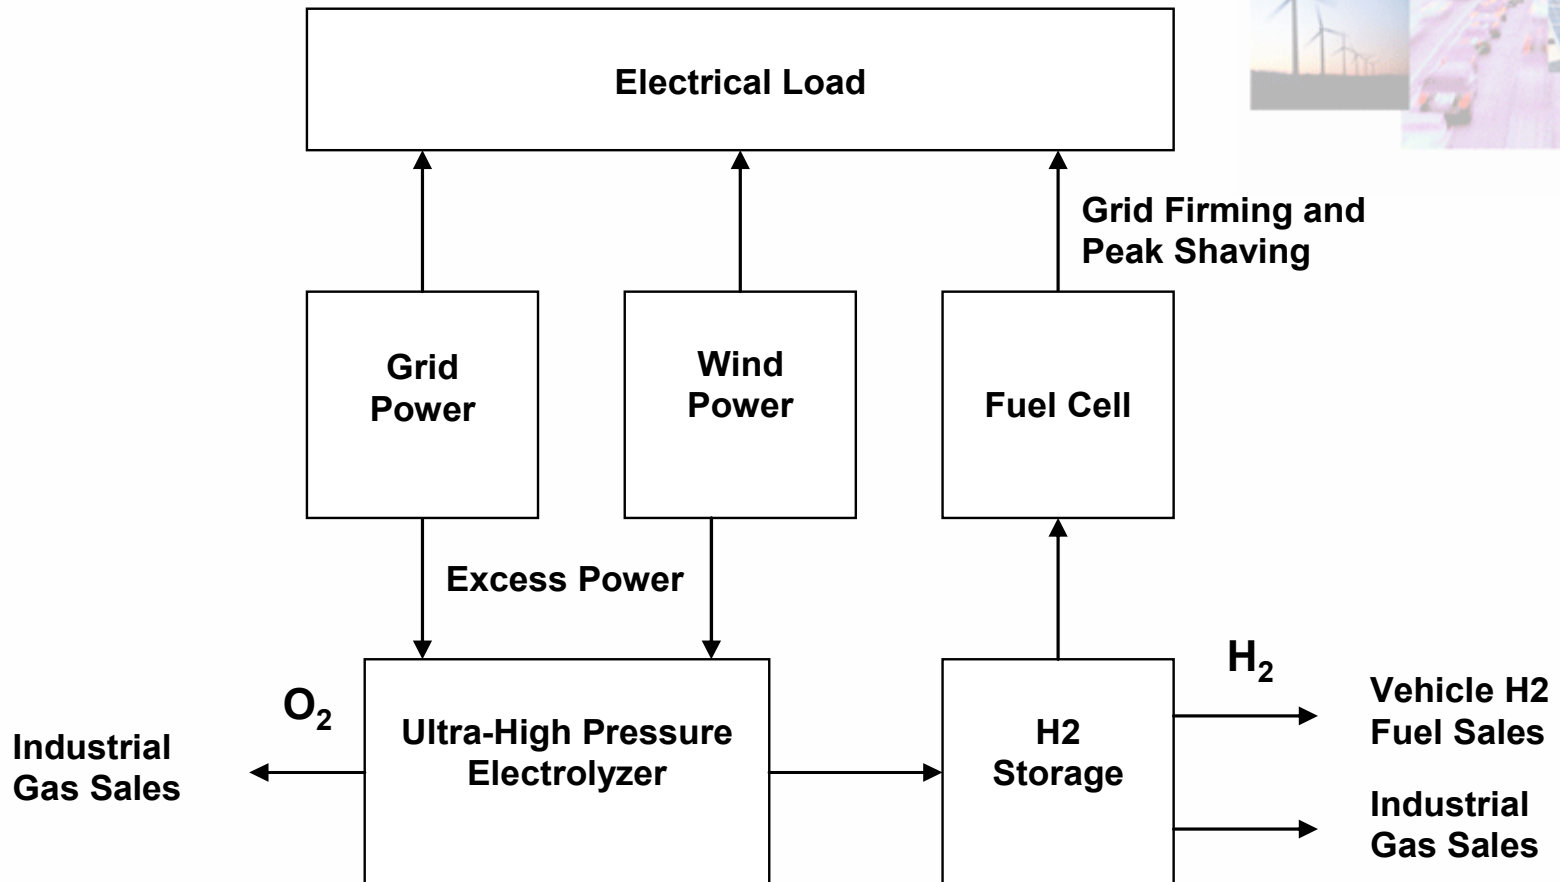 Electrical Load
Grid Firming and
Peak Shaving
Grid
Power
Wind
Power
Fuel Cell
Excess Power
O₂
H₂
Industrial
Gas Sales
Ultra-High Pressure
Electrolyzer
H2
Storage
Vehicle H2
Fuel Sales
Industrial
Gas Sales